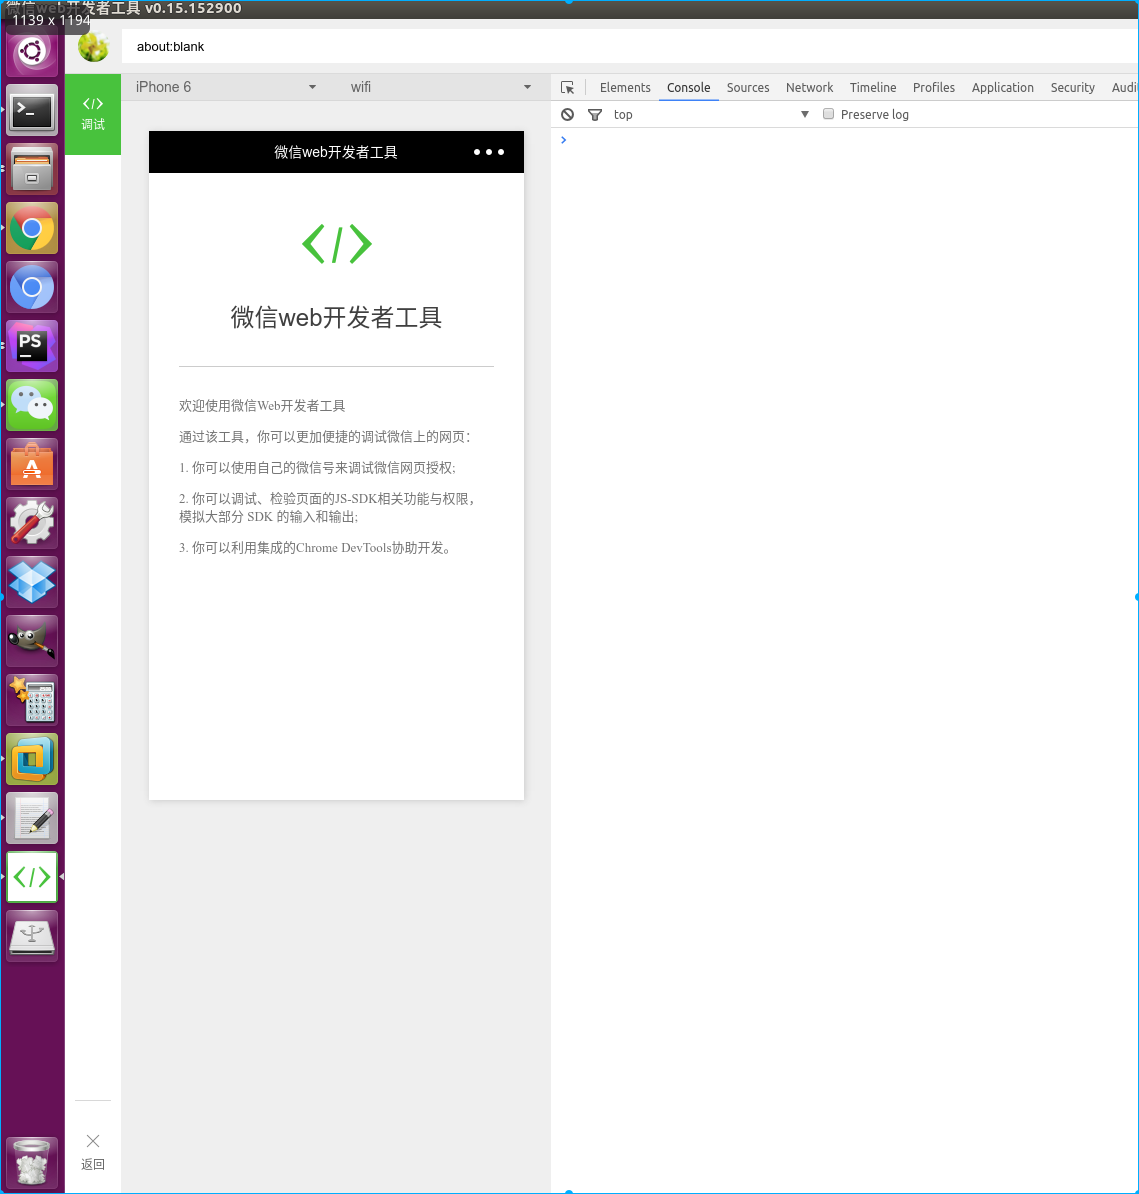 微信web开发者工具 v0.15.152900
1139 x 1194
about:blank
调试
iPhone 6
wifi
Elements Console Sources Network Timeline Profiles Application Security Audi
top
Preserve log
微信web开发者工具
</>
微信web开发者工具
欢迎使用微信Web开发者工具
通过该工具，你可以更加便捷的调试微信上的网页：
1. 你可以使用自己的微信号来调试微信网页授权;
2. 你可以调试、检验页面的JS-SDK相关功能与权限，
模拟大部分 SDK 的输入和输出;
3. 你可以利用集成的Chrome DevTools协助开发。
PS
返回